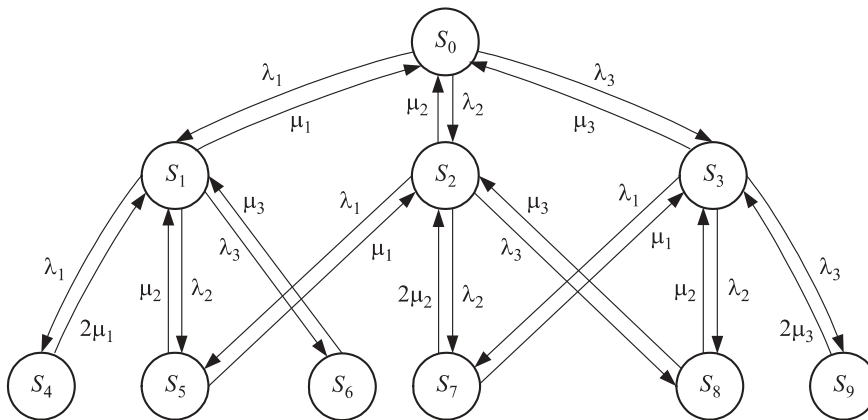 S₀
λ₁
λ₃
μ₁
μ₂
λ₂
μ₃
S₁
S₂
S₃
μ₃
λ₁
μ₃
λ₁
λ₁
λ₃
μ₁
λ₃
μ₁
λ₃
μ₂
λ₂
2μ₂
λ₂
μ₂
λ₂
2μ₁
2μ₃
S₄
S₅
S₆
S₇
S₈
S₉